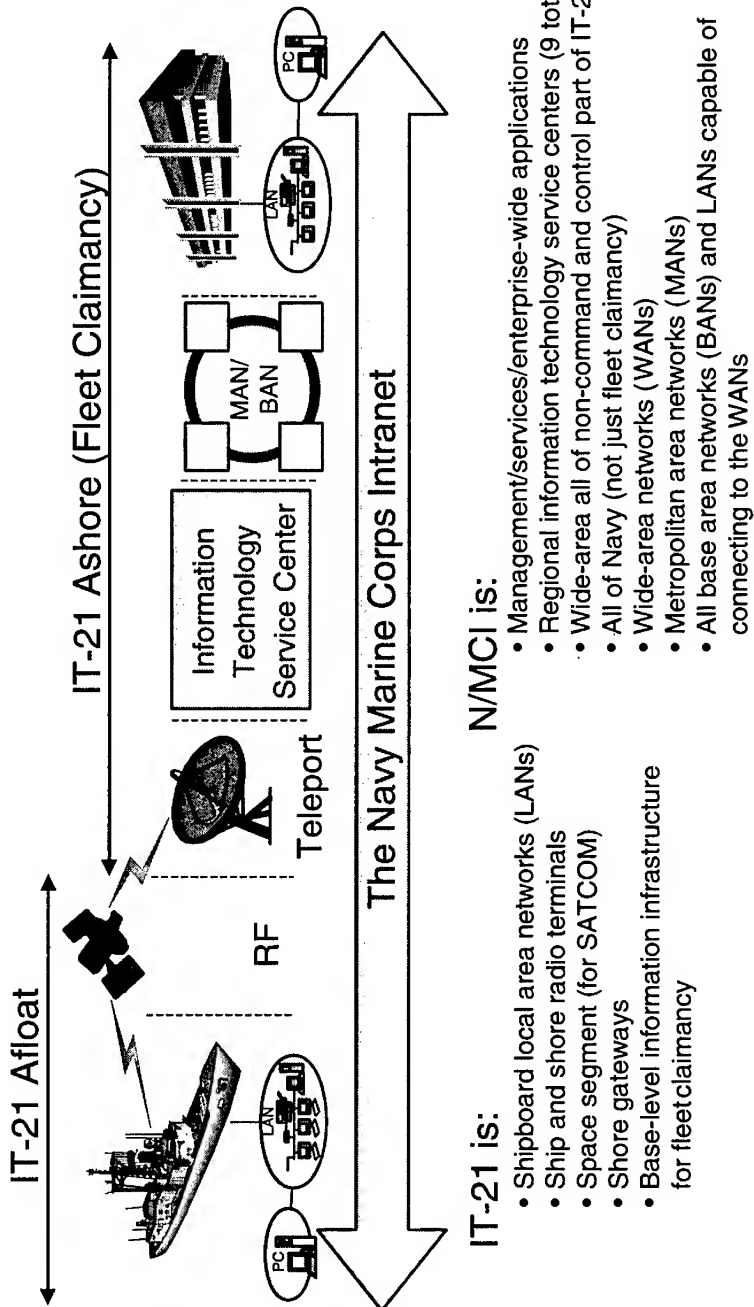 IT-21 Afloat
IT-21 Ashore (Fleet Claimancy)
RF
Teleport
Information
Technology
Service Center
MAN/
BAN
PC
LAN
LAN
PC
The Navy Marine Corps Intranet
IT-21 is:
• Shipboard local area networks (LANs)
• Ship and shore radio terminals
• Space segment (for SATCOM)
• Shore gateways
• Base-level information infrastructure
for fleet claimancy
N/MCI is:
• Management/services/enterprise-wide applications
• Regional information technology service centers (9 tot
• Wide-area all of non-command and control part of IT-2
• All of Navy (not just fleet claimancy)
• Wide-area networks (WANs)
• Metropolitan area networks (MANs)
• All base area networks (BANs) and LANs capable of
connecting to the WANs